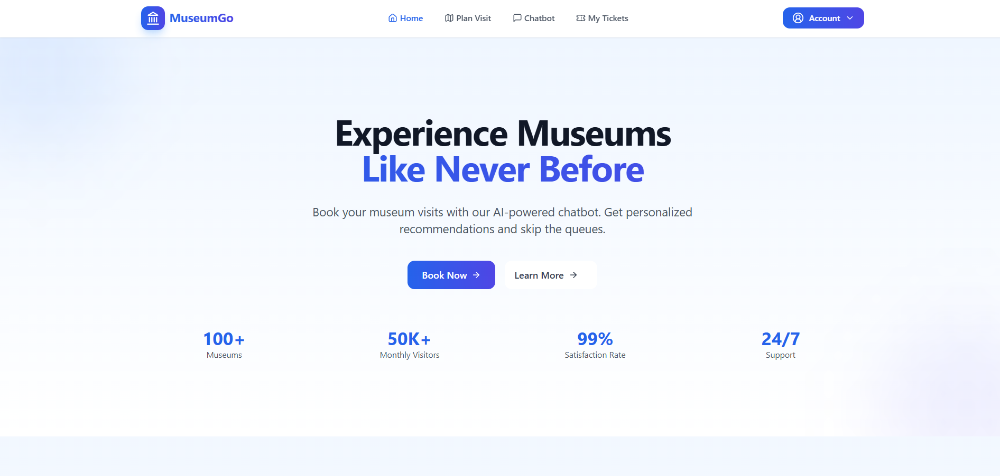 MuseumGo
Home
Plan Visit
Chatbot
My Tickets
Account
Experience Museums
Like Never Before
Book your museum visits with our AI-powered chatbot. Get personalized
recommendations and skip the queues.
Book Now
Learn More
100+
Museums
50K+
Monthly Visitors
99%
Satisfaction Rate
24/7
Support